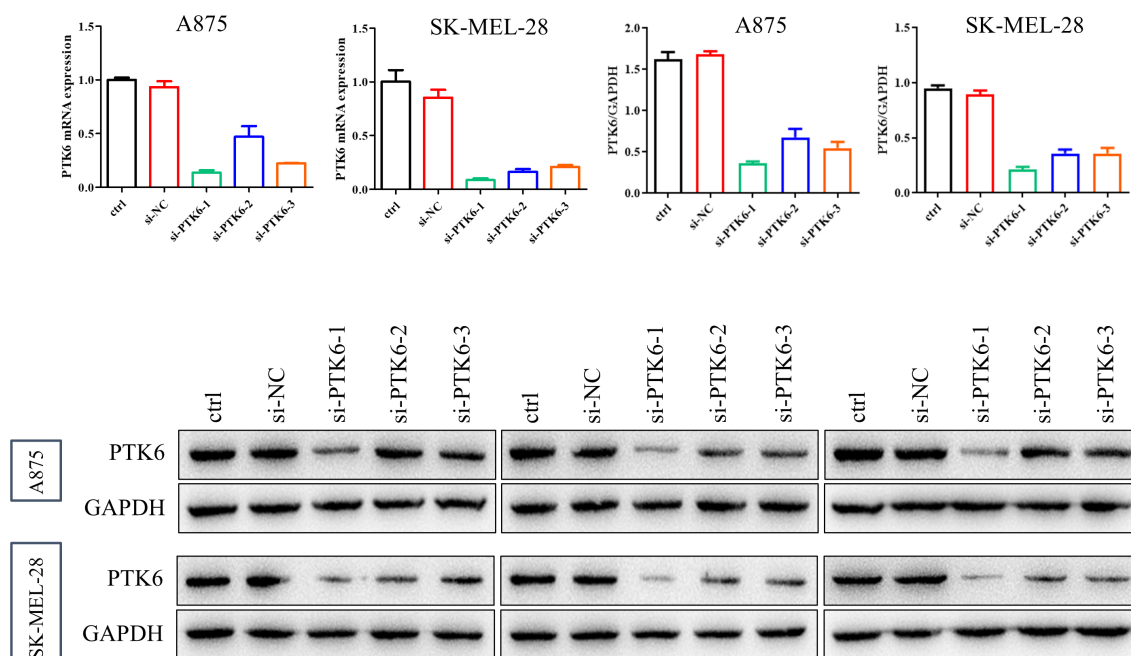 A875
SK-MEL-28
A875
SK-MEL-28
PTK6 mRNA expression
1.5
1.0
0.5
0.0
ctrl
si-NC
si-PTK6-1
si-PTK6-2
si-PTK6-3
PTK6 mRNA expression
1.5
1.0
0.5
0.0
ctrl
si-NC
si-PTK6-1
si-PTK6-2
si-PTK6-3
PTK6/GAPDH
2.0
1.5
1.0
0.5
0.0
ctrl
si-NC
si-PTK6-1
si-PTK6-2
si-PTK6-3
PTK6/GAPDH
1.5
1.0
0.5
0.0
ctrl
si-NC
si-PTK6-1
si-PTK6-2
si-PTK6-3
ctrl
si-NC
si-PTK6-1
si-PTK6-2
si-PTK6-3
ctrl
si-NC
si-PTK6-1
si-PTK6-2
si-PTK6-3
ctrl
si-NC
si-PTK6-1
si-PTK6-2
si-PTK6-3
A875
PTK6
GAPDH
SK-MEL-28
PTK6
GAPDH